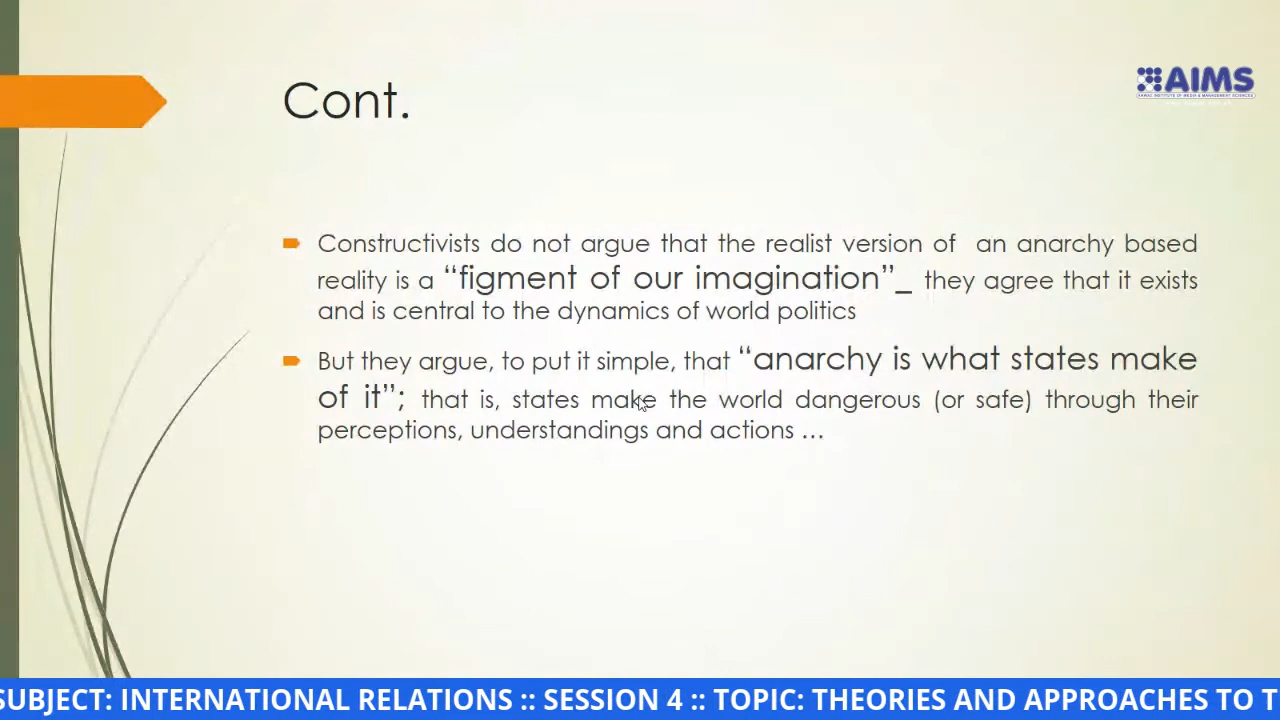 Cont.
AIMS
Constructivists do not argue that the realist version of an anarchy based
reality is a “figment of our imagination”_ they agree that it exists
and is central to the dynamics of world politics
But they argue, to put it simple, that “anarchy is what states make
of it”; that is, states make the world dangerous (or safe) through their
perceptions, understandings and actions …
SUBJECT: INTERNATIONAL RELATIONS :: SESSION 4 :: TOPIC: THEORIES AND APPROACHES TO T